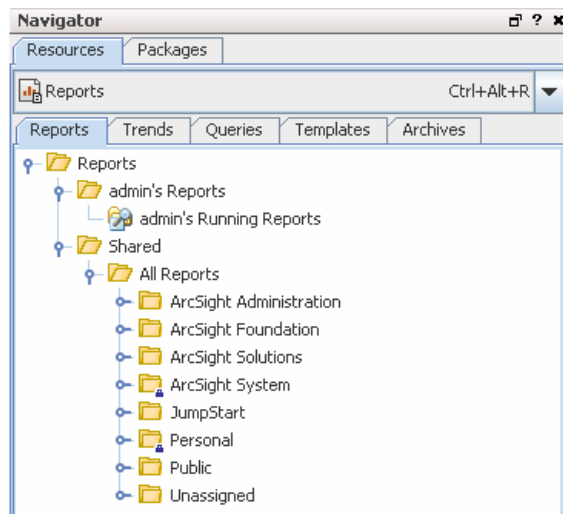 Navigator ?
Resources Packages
Reports Ctrl+Alt+R
Reports Trends Queries Templates Archives
Reports
admin's Reports
admin's Running Reports
Shared
All Reports
ArcSight Administration
ArcSight Foundation
ArcSight Solutions
ArcSight System
JumpStart
Personal
Public
Unassigned